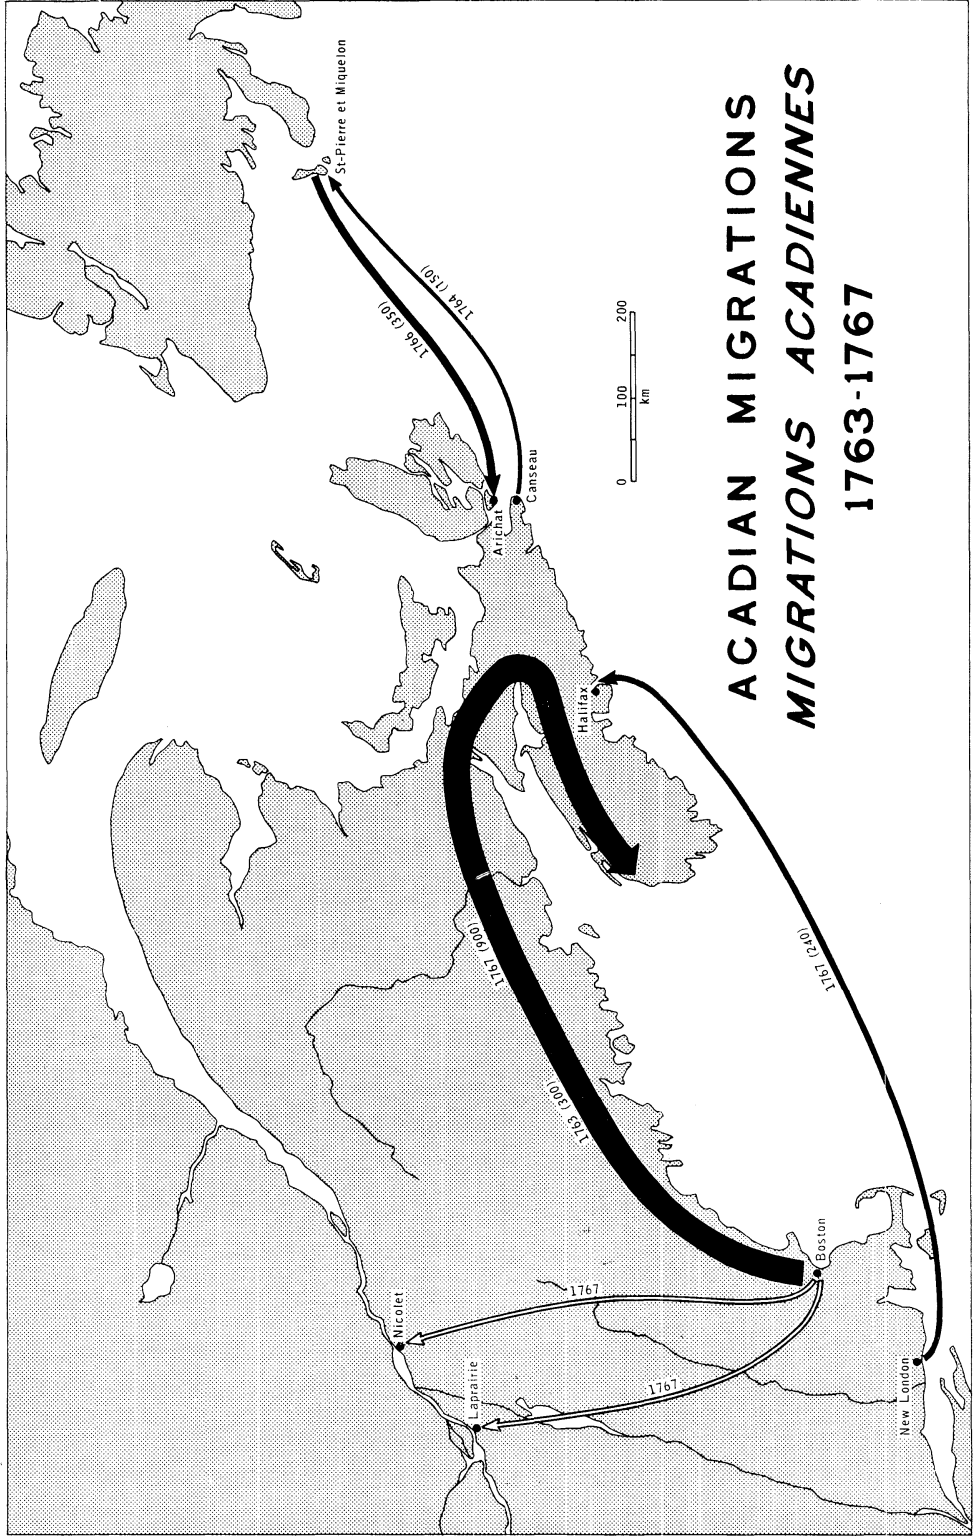 ACADIAN MIGRATIONS
MIGRATIONS ACADIENNES
1763-1767
St-Pierre et Miquelon
1766 (350)
1764 (150)
Arichat
Canseau
0 100 200
km
Halifax
1767 (900)
1763 (300)
1767 (240)
Boston
Nicolet
1767
Laprairie
1767
New London